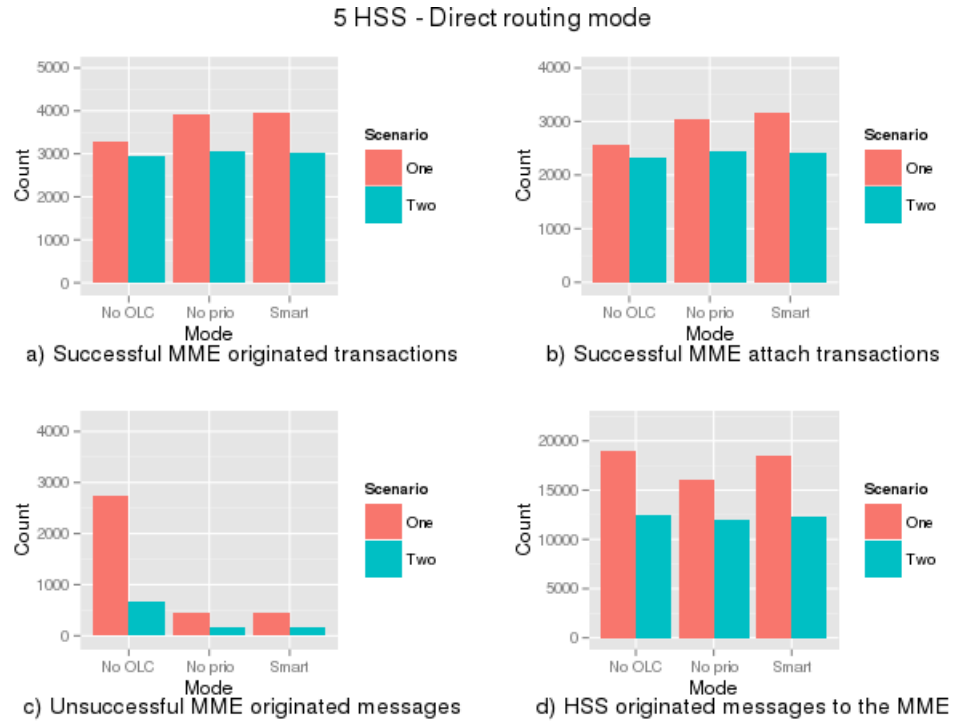 5 HSS - Direct routing mode
5000
4000
3000
2000
1000
0
Count
No OLC
No prio
Smart
Mode
Scenario
One
Two
a) Successful MME originated transactions
4000
3000
2000
1000
0
Count
No OLC
No prio
Smart
Mode
Scenario
One
Two
b) Successful MME attach transactions
4000
3000
2000
1000
0
Count
No OLC
No prio
Smart
Mode
Scenario
One
Two
c) Unsuccessful MME originated messages
20000
15000
10000
5000
0
Count
No OLC
No prio
Smart
Mode
Scenario
One
Two
d) HSS originated messages to the MME